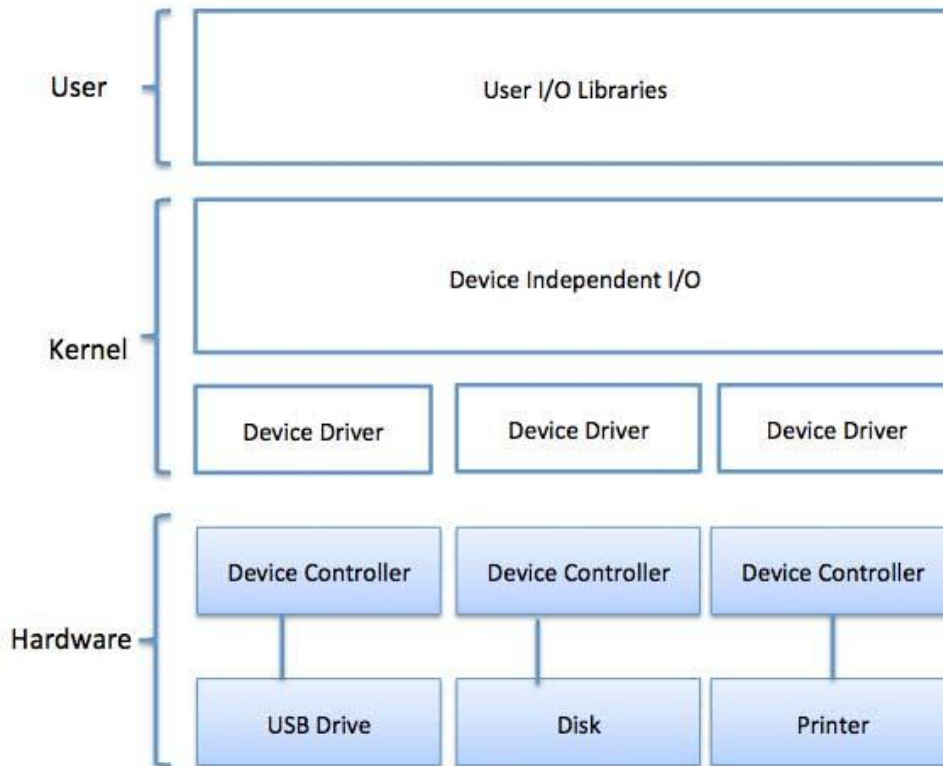 User
User I/O Libraries
Kernel
Device Independent I/O
Device Driver
Device Driver
Device Driver
Hardware
Device Controller
Device Controller
Device Controller
USB Drive
Disk
Printer